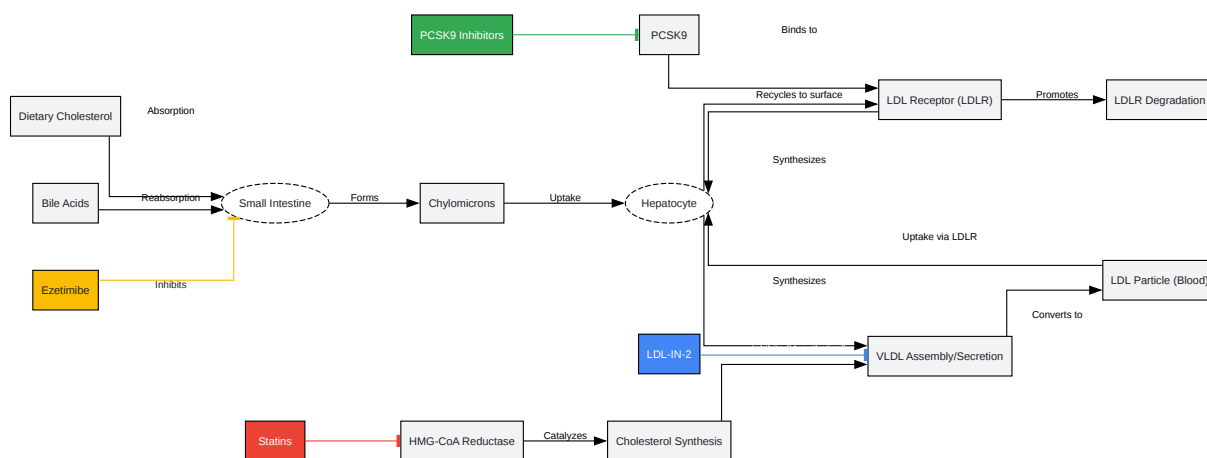 PCSK9 Inhibitors
PCSK9
Binds to
Dietary Cholesterol
Absorption
Recycles to surface
LDL Receptor (LDLR)
Promotes
LDLR Degradation
Synthesizes
Bile Acids
Reabsorption
Small Intestine
Forms
Chylomicrons
Uptake
Hepatocyte
Uptake via LDLR
Ezetimibe
Inhibits
Synthesizes
LDL Particle (Blood)
Converts to
LDL-IN-2
VLDL Assembly/Secretion
Statins
HMG-CoA Reductase
Catalyzes
Cholesterol Synthesis